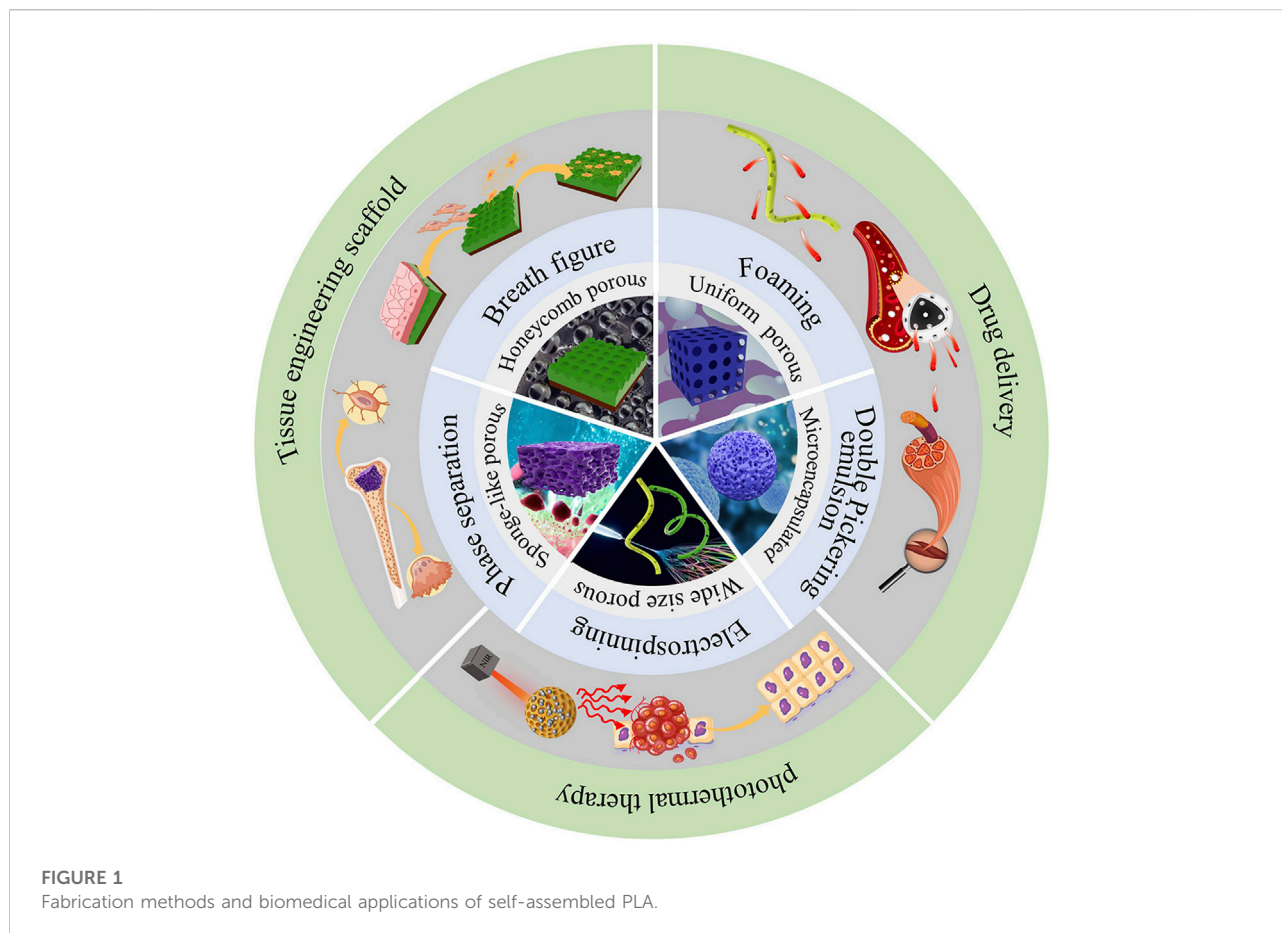 Tissue engineering scaffold
Drug delivery
photothermal therapy
Breath figure
Foaming
Double Pickering
emulsion
Electrospinning
Phase separation
Honeycomb porous
Uniform porous
Microencapsulated
Wide size porous
Sponge-like porous
NIR
FIGURE 1
Fabrication methods and biomedical applications of self-assembled PLA.